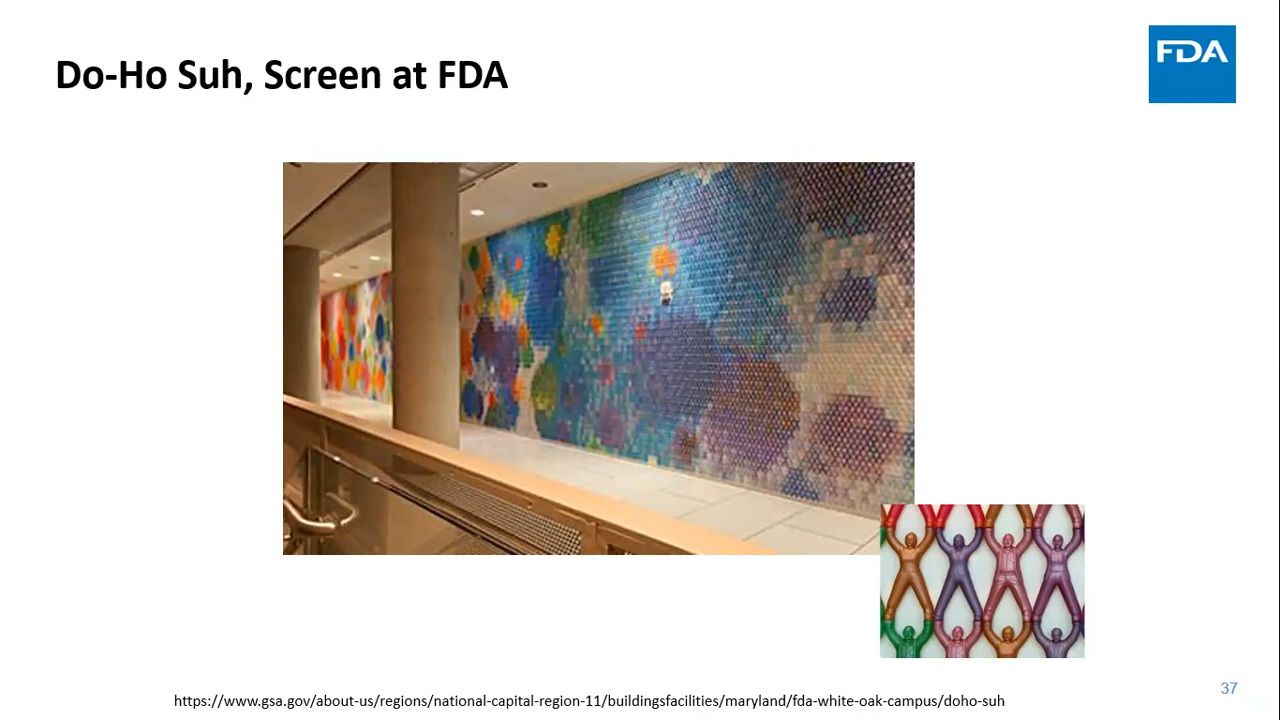 Do-Ho Suh, Screen at FDA
FDA
https://www.gsa.gov/about-us/regions/national-capital-region-11/buildingsfacilities/maryland/fda-white-oak-campus/doho-suh
37